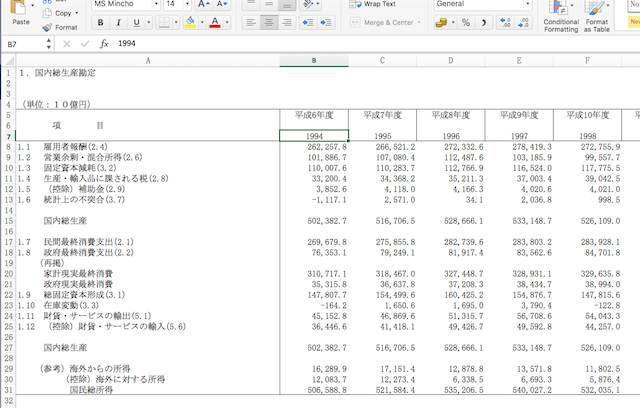 Paste
Copy
Format
MS Mincho 14 A A
B I U A
Wrap Text
Merge & Center
General
% 
Conditional Formatting
Format as Table
B7 fx 1994
A B C D E F
1 1. 国内総生産勘定
2
3
4 (単位:10億円)
5 平成6年度 平成7年度 平成8年度 平成9年度 平成10年度
6 項 目
7 1994 1995 1996 1997 1998
8 1.1 雇用者報酬(2.4) 262,257.8 266,521.2 272,332.6 278,419.3 272,755.9
9 1.2 営業余剰・混合所得(2.6) 101,886.7 107,080.4 112,487.6 103,185.9 99,557.7
10 1.3 固定資本減耗(3.2) 110,007.6 110,283.7 112,766.9 116,524.0 117,775.5
11 1.4 生産・輸入品に課される税(2.8) 33,200.4 34,368.2 35,211.3 37,003.4 39,042.5
12 1.5 (控除)補助金(2.9) 3,852.6 4,118.0 4,166.3 4,020.6 4,021.0
13 1.6 統計上の不突合(3.7) -1,117.1 2,571.0 34.1 2,036.8 998.5
14
15 国内総生産 502,382.7 516,706.5 528,666.1 533,148.7 526,109.0
16
17 1.7 民間最終消費支出(2.1) 269,679.8 275,855.8 282,739.6 283,803.2 283,928.1
18 1.8 政府最終消費支出(2.2) 76,353.1 79,249.1 81,917.4 83,562.6 84,701.8
19 (再掲)
20 家計現実最終消費 310,717.1 318,467.0 327,448.7 328,931.1 329,635.8
21 政府現実最終消費 35,315.8 36,637.8 37,208.3 38,434.7 38,994.0
22 1.9 総固定資本形成(3.1) 147,807.7 154,499.6 160,425.2 154,876.7 147,815.6
23 1.10 在庫変動(3.3) -164.2 1,650.6 1,695.0 3,790.4 -122.8
24 1.11 財貨・サービスの輸出(5.1) 45,152.8 46,869.6 51,315.7 56,708.6 54,043.3
25 1.12 (控除)財貨・サービスの輸入(5.6) 36,446.6 41,418.1 49,426.7 49,592.8 44,257.0
26
27 国内総生産 502,382.7 516,706.5 528,666.1 533,148.7 526,109.0
28
29 (参考)海外からの所得 16,289.9 17,151.4 12,878.8 13,571.8 11,802.5
30 (控除)海外に対する所得 12,083.7 12,273.4 6,338.5 6,693.3 5,876.4
31 国民総所得 506,588.8 521,584.4 535,206.5 540,027.2 532,035.1
32